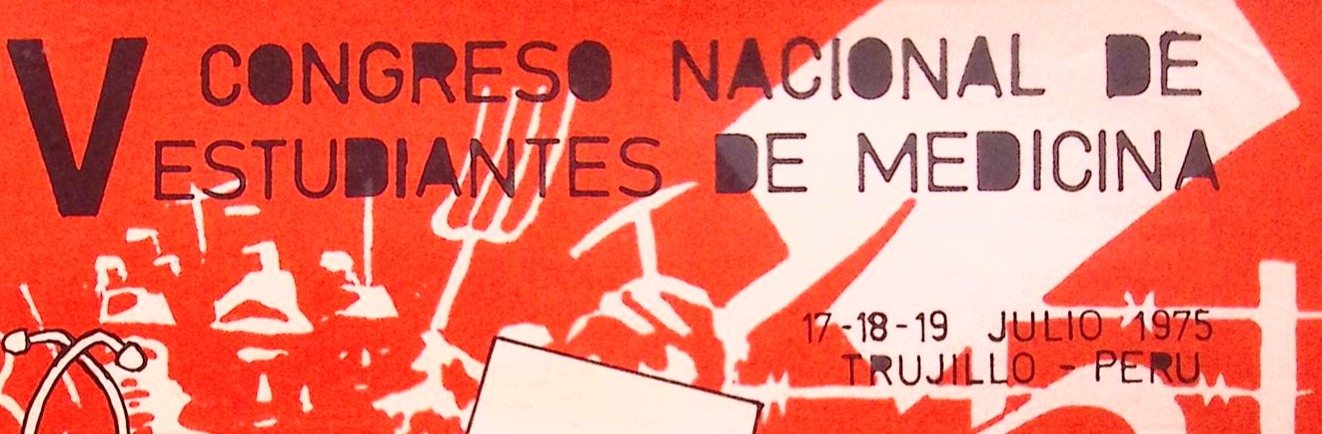 V CONGRESO NACIONAL DE
ESTUDIANTES DE MEDICINA
17-18-19 JULIO 1975
TRUJILLO - PERU